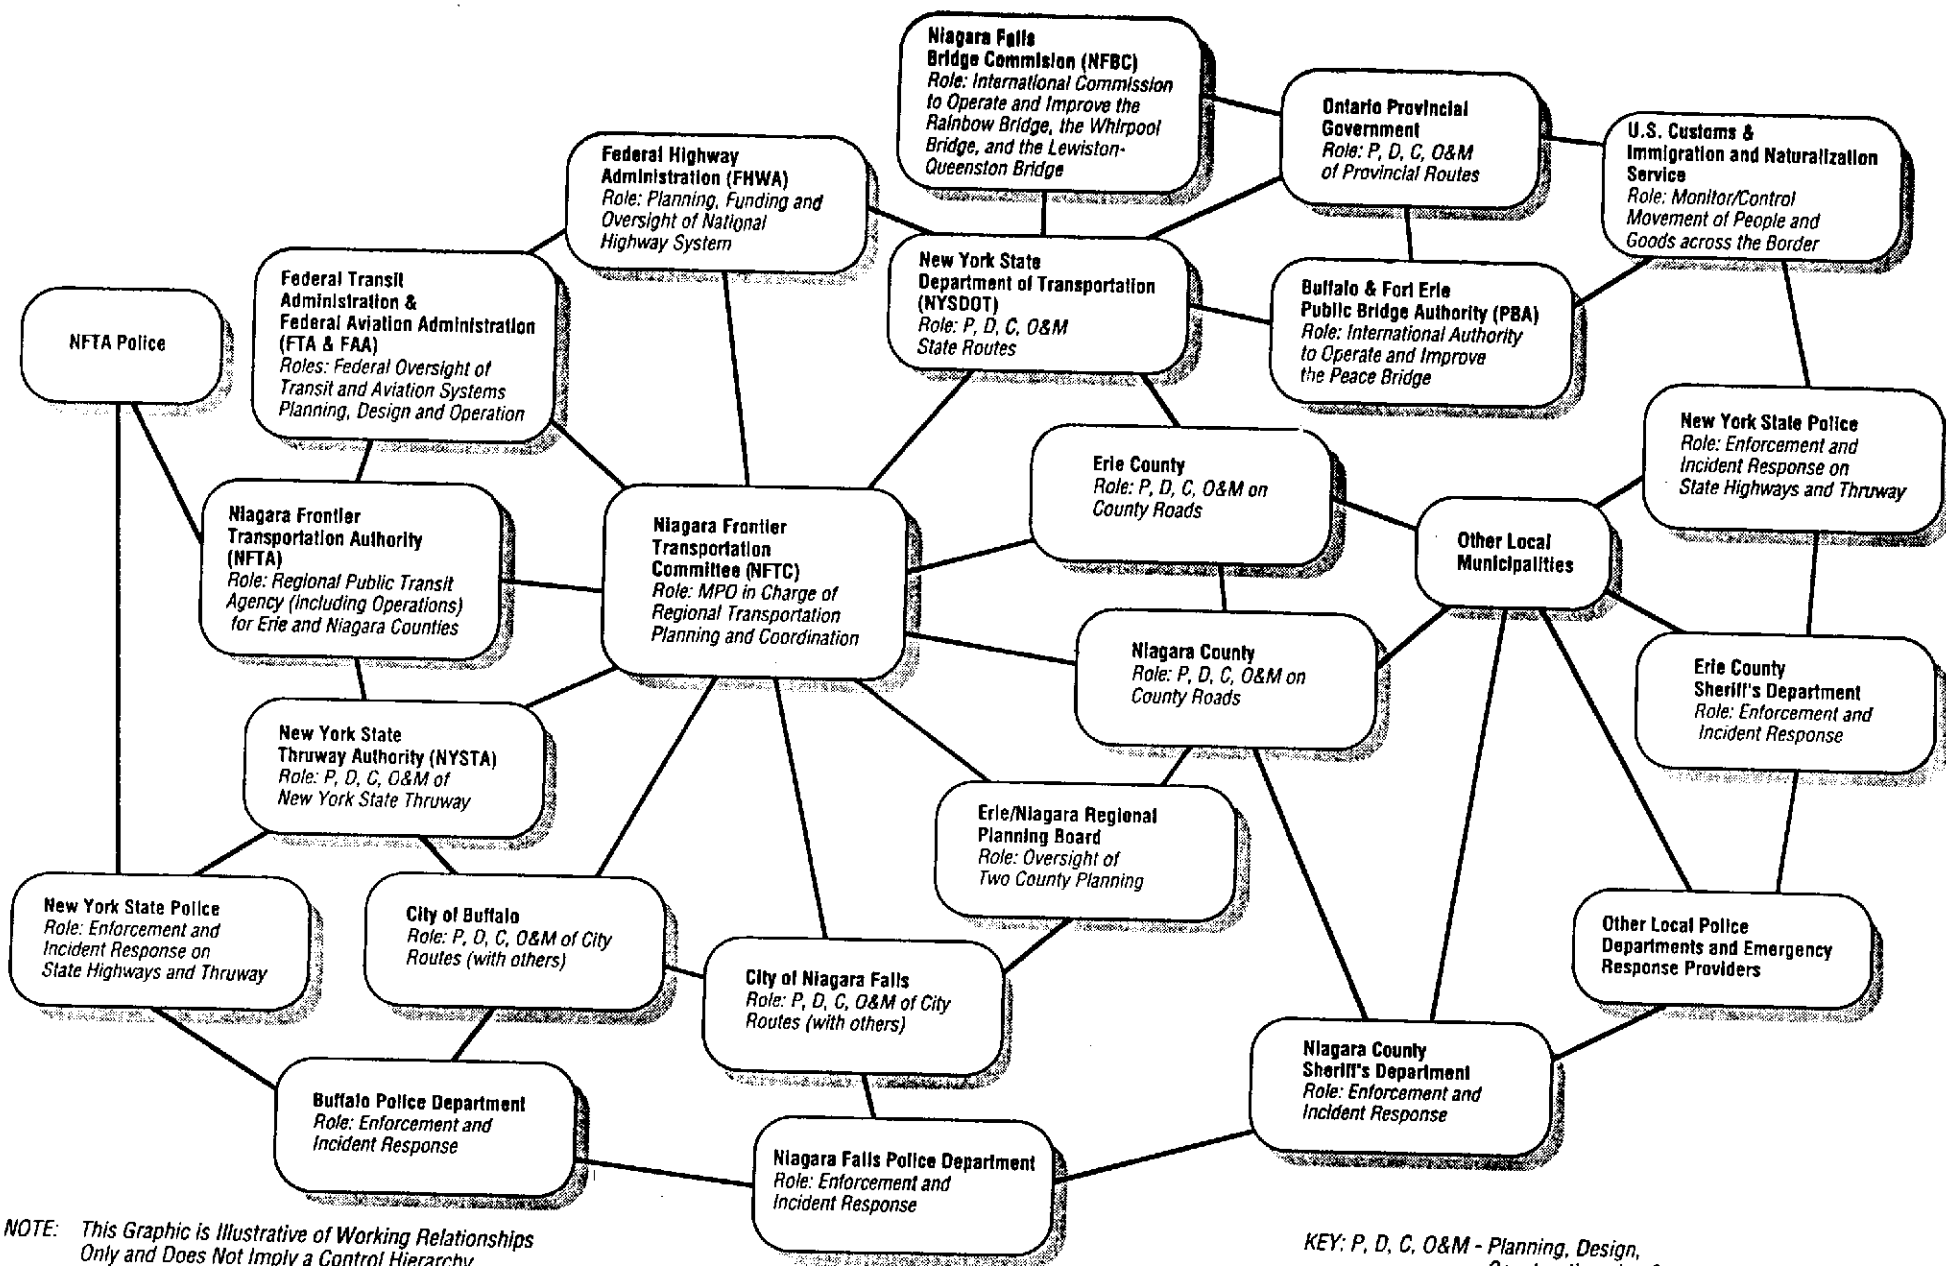 Niagara Falls
Bridge Commision (NFBC)
Role: International Commission
to Operate and Improve the
Rainbow Bridge, the Whirpool
Bridge, and the Lewiston-
Queenston Bridge
Ontario Provincial
Government
Role: P, D, C, O&M
of Provincial Routes
U.S. Customs &
Immigration and Naturalization
Service
Role: Monitor/Control
Movement of People and
Goods across the Border
Federal Highway
Administration (FHWA)
Role: Planning, Funding and
Oversight of National
Highway System
New York State
Department of Transportation
(NYSDOT)
Role: P, D, C, O&M
State Routes
Buffalo & Fort Erie
Public Bridge Authority (PBA)
Role: International Authority
to Operate and Improve
the Peace Bridge
Federal Transit
Administration &
Federal Aviation Administration
(FTA & FAA)
Roles: Federal Oversight of
Transit and Aviation Systems
Planning, Design and Operation
NFTA Police
New York State Police
Role: Enforcement and
Incident Response on
State Highways and Thruway
Erie County
Role: P, D, C, O&M on
County Roads
Niagara Frontier
Transportation Authority
(NFTA)
Role: Regional Public Transit
Agency (Including Operations)
for Erie and Niagara Counties
Niagara Frontier
Transportation
Committee (NFTC)
Role: MPO in Charge of
Regional Transportation
Planning and Coordination
Other Local
Municipalities
Niagara County
Role: P, D, C, O&M on
County Roads
Erie County
Sheriff's Department
Role: Enforcement and
Incident Response
New York State
Thruway Authority (NYSTA)
Role: P, D, C, O&M of
New York State Thruway
Erie/Niagara Regional
Planning Board
Role: Oversight of
Two County Planning
New York State Police
Role: Enforcement and
Incident Response on
State Highways and Thruway
City of Buffalo
Role: P, D, C, O&M of City
Routes (with others)
City of Niagara Falls
Role: P, D, C, O&M of City
Routes (with others)
Other Local Police
Departments and Emergency
Response Providers
Niagara County
Sheriff's Department
Role: Enforcement and
Incident Response
Buffalo Police Department
Role: Enforcement and
Incident Response
Niagara Falls Police Department
Role: Enforcement and
Incident Response
NOTE: This Graphic is Illustrative of Working Relationships
Only and Does Not Imply a Control Hierarchy
KEY: P, D, C, O&M - Planning, Design,